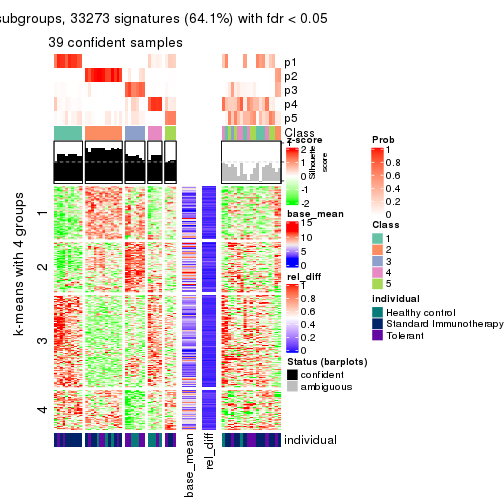 subgroups, 33273 signatures (64.1%) with fdr < 0.05
39 confident samples
p1
p2
p3
p4
p5
Class
k-means with 4 groups
1
2
3
4
z-score
2
1
0
-1
-2
Silhouette
score
base_mean
15
10
5
0
rel_diff
1
0.8
0.6
0.4
0.2
0
Status (barplots)
confident
ambiguous
Prob
1
0.8
0.6
0.4
0.2
0
Class
1
2
3
4
5
individual
Healthy control
Standard Immunotherapy
Tolerant
individual
base_mean
rel_diff